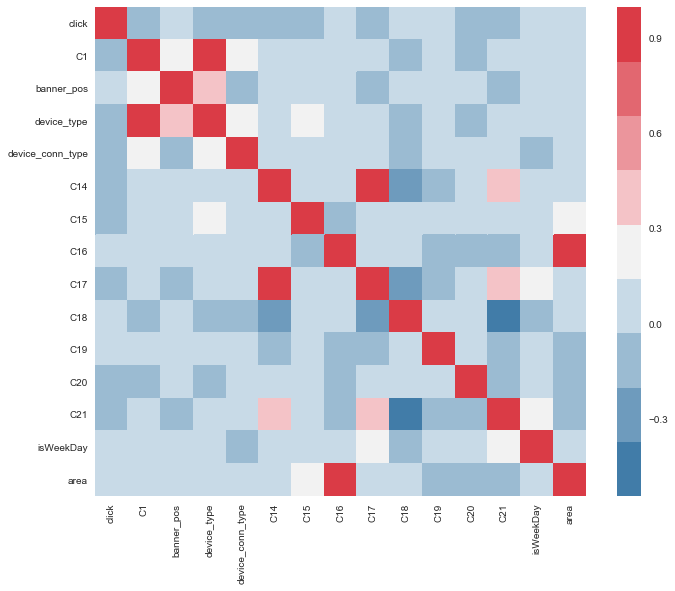 click
C1
banner_pos
device_type
device_conn_type
C14
C15
C16
C17
C18
C19
C20
C21
isWeekDay
area
click
C1
banner_pos
device_type
device_conn_type
C14
C15
C16
C17
C18
C19
C20
C21
isWeekDay
area
0.9
0.6
0.3
0.0
−0.3